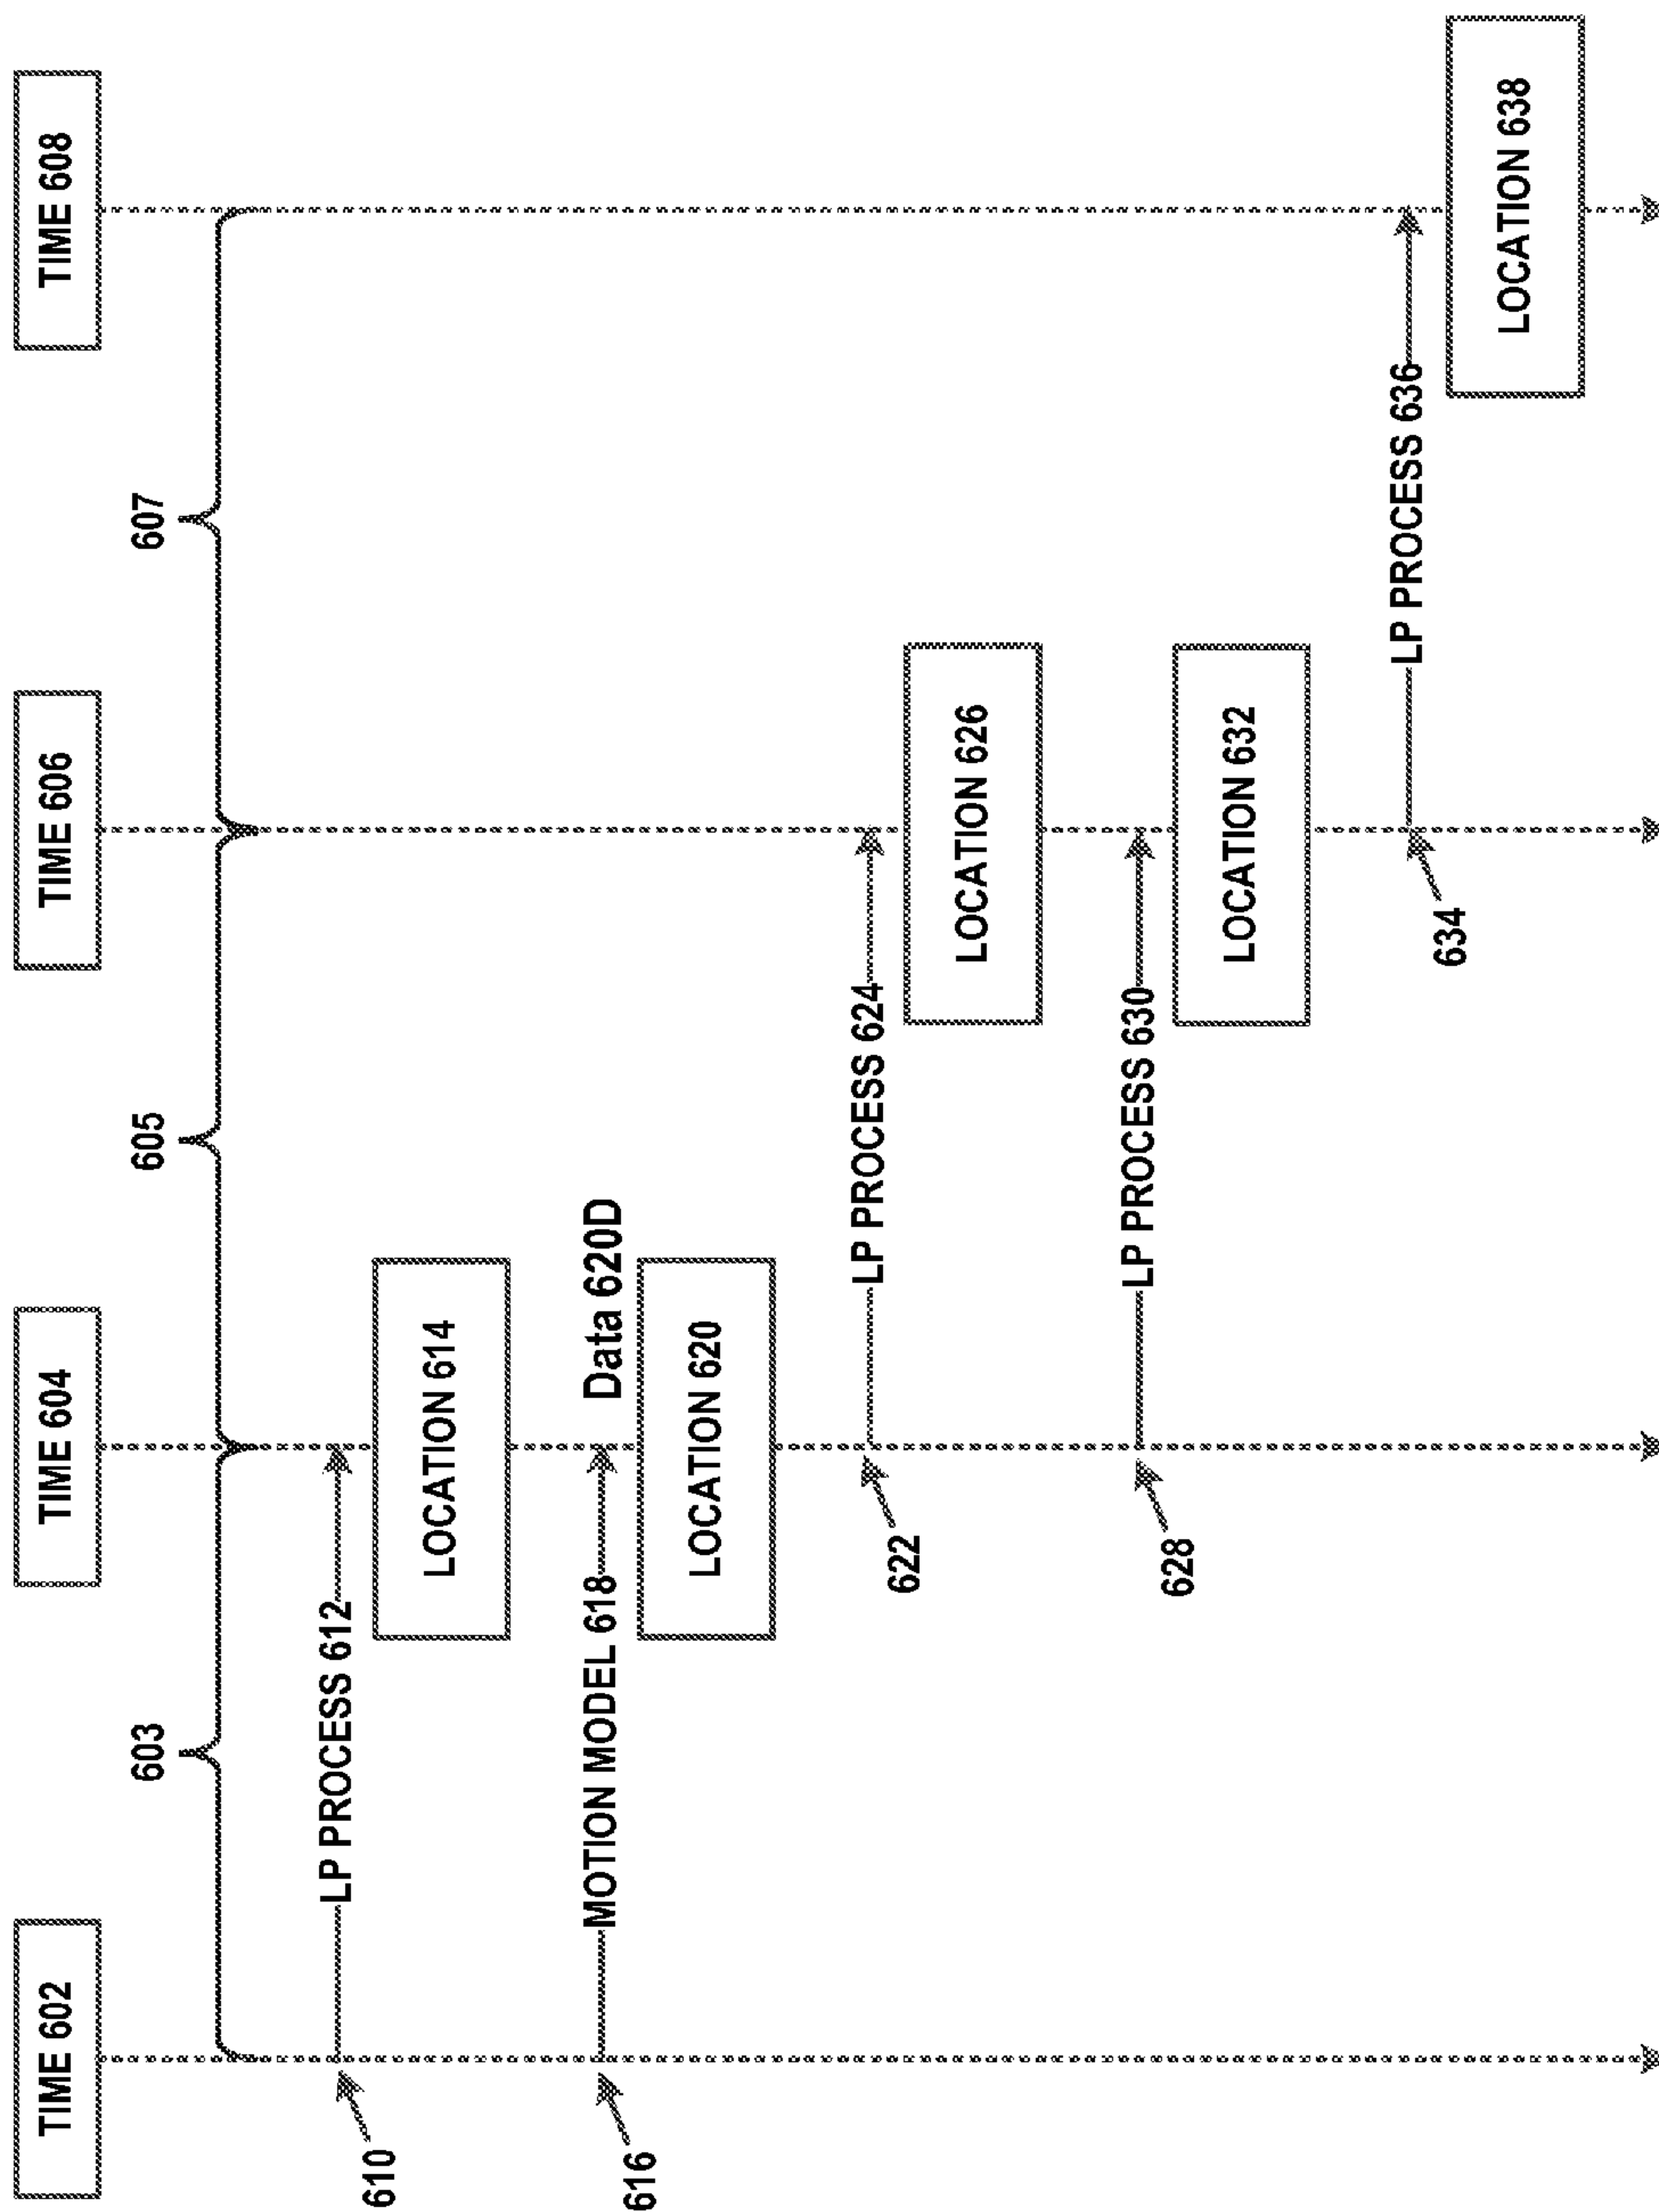 TIME 602
TIME 604
TIME 606
TIME 608
603
605
607
610
LP PROCESS 612
LOCATION 614
616
MOTION MODEL 618
Data 620D
LOCATION 620
622
LP PROCESS 624
LOCATION 626
628
LP PROCESS 630
LOCATION 632
634
LP PROCESS 636
LOCATION 638